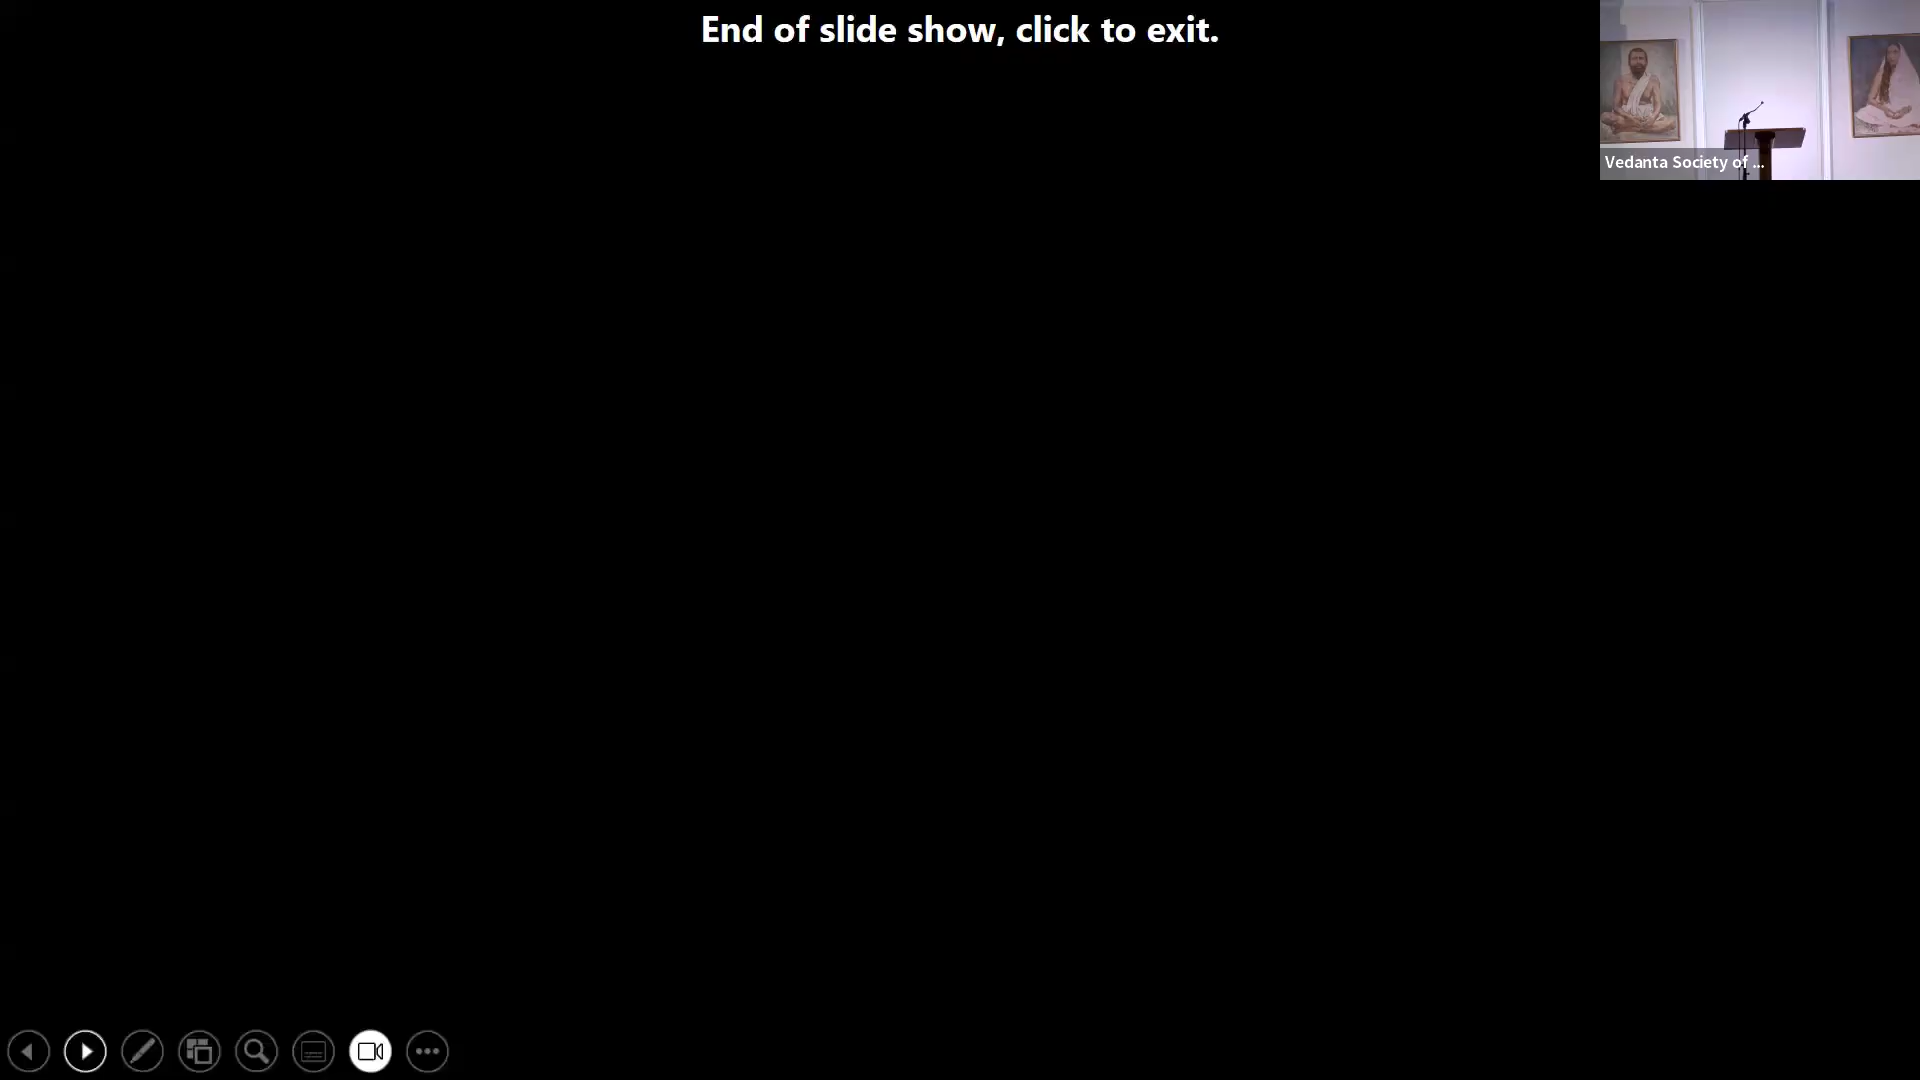 End of slide show, click to exit.
Vedanta Society of ...